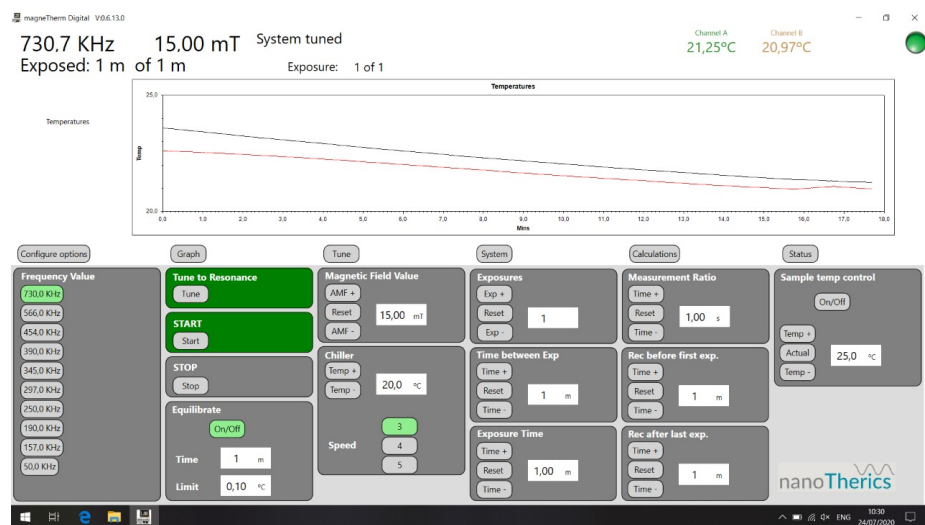 magneTherm Digital V:0.6.13.0
730,7 KHz 15,00 mT System tuned
Channel A Channel B
21,25ºC 20,97ºC
Exposed: 1 m of 1 m Exposure: 1 of 1
Temperatures
Temperatures
25,0
Temp
20,0
0,0 1,0 2,0 3,0 4,0 5,0 6,0 7,0 8,0 9,0 10,0 11,0 12,0 13,0 14,0 15,0 16,0 17,0 18,0
Mins
Configure options Graph Tune System Calculations Status
Frequency Value
730,0 KHz
566,0 KHz
454,0 KHz
390,0 KHz
345,0 KHz
297,0 KHz
250,0 KHz
190,0 KHz
157,0 KHz
50,0 KHz
Tune to Resonance
Tune
START
Start
STOP
Stop
Equilibrate
On/Off
Time 1 m
Limit 0,10 ºC
Magnetic Field Value
AMF +
Reset 15,00 mT
AMF -
Chiller
Temp +
Temp - 20,0 ºC
3
Speed 4
5
Exposures
Exp +
Reset 1
Exp -
Time between Exp
Time +
Reset 1 m
Time -
Exposure Time
Time +
Reset 1,00 m
Time -
Measurement Ratio
Time +
Reset 1,00 s
Time -
Rec before first exp.
Time +
Reset 1 m
Time -
Rec after last exp.
Time +
Reset 1 m
Time -
Sample temp control
On/Off
Temp +
Actual 25,0 ºC
Temp -
nanoTherics
ENG 10:30
24/07/2020